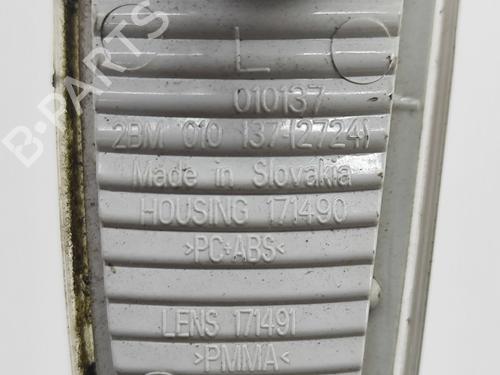 B-PARTS
L
010137
2BM 010 137-(2724)
Made in Slovakia
HOUSING 171490
>PC+ABS<
LENS 171491
>PMMA<